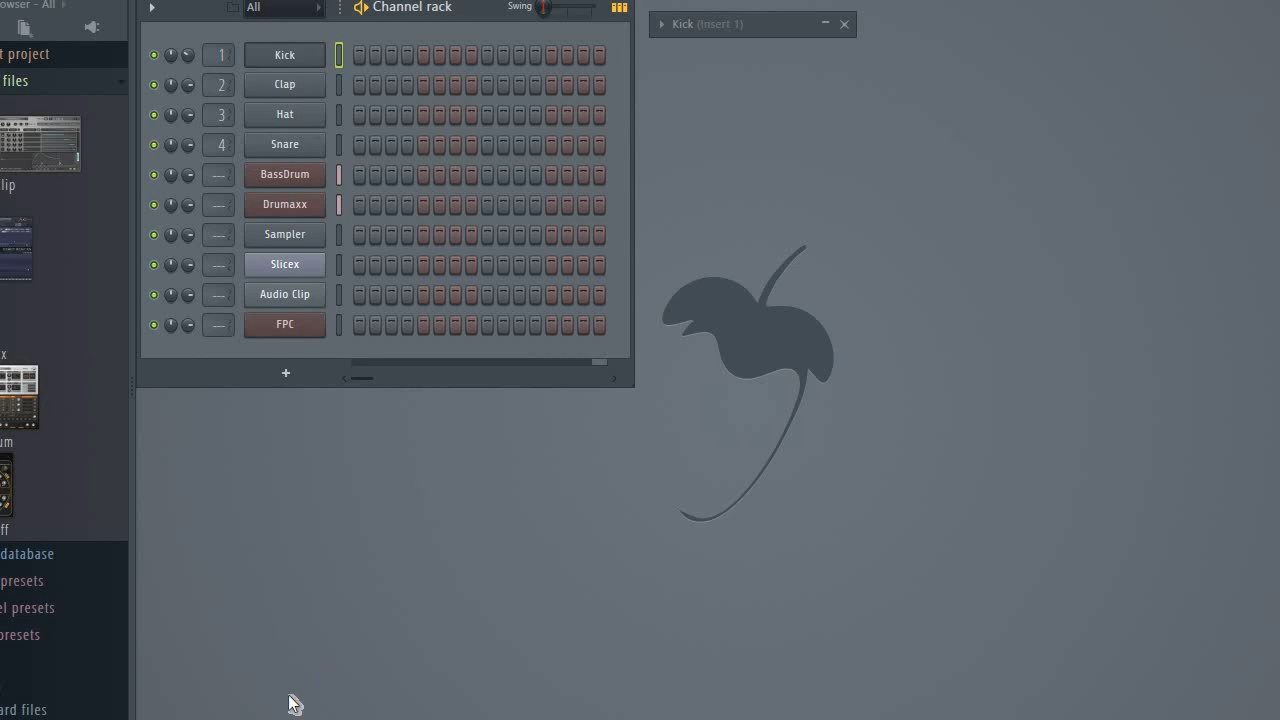 owser - All
All
Channel rack
Swing
Kick (Insert 1)
t project
files
1 Kick
2 Clap
3 Hat
4 Snare
--- BassDrum
--- Drumaxx
--- Sampler
--- Slicex
--- Audio Clip
--- FPC
+
lip
x
um
ff
database
presets
el presets
presets
ard files